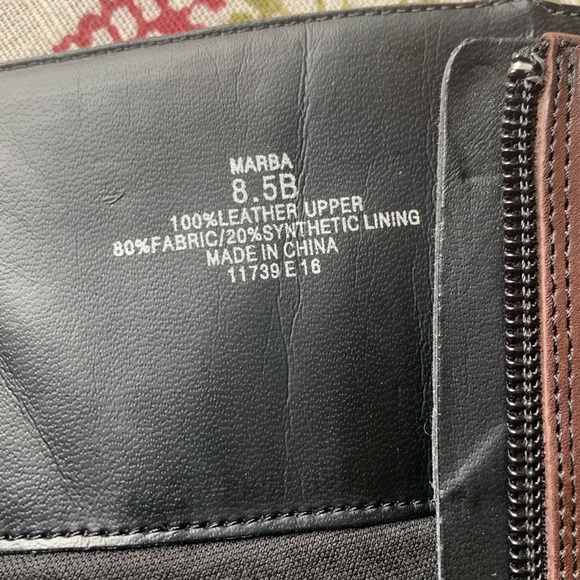 MARBA
8.5B
100%LEATHER UPPER
80%FABRIC/20%SYNTHETIC LINING
MADE IN CHINA
11739 E 16